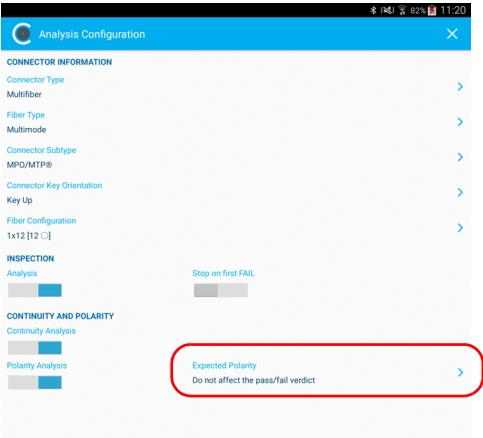 82% 11:20
Analysis Configuration
CONNECTOR INFORMATION
Connector Type
Multifiber
Fiber Type
Multimode
Connector Subtype
MPO/MTP®
Connector Key Orientation
Key Up
Fiber Configuration
1x12 [12 〇]
INSPECTION
Analysis Stop on first FAIL
CONTINUITY AND POLARITY
Continuity Analysis
Polarity Analysis Expected Polarity
Do not affect the pass/fail verdict